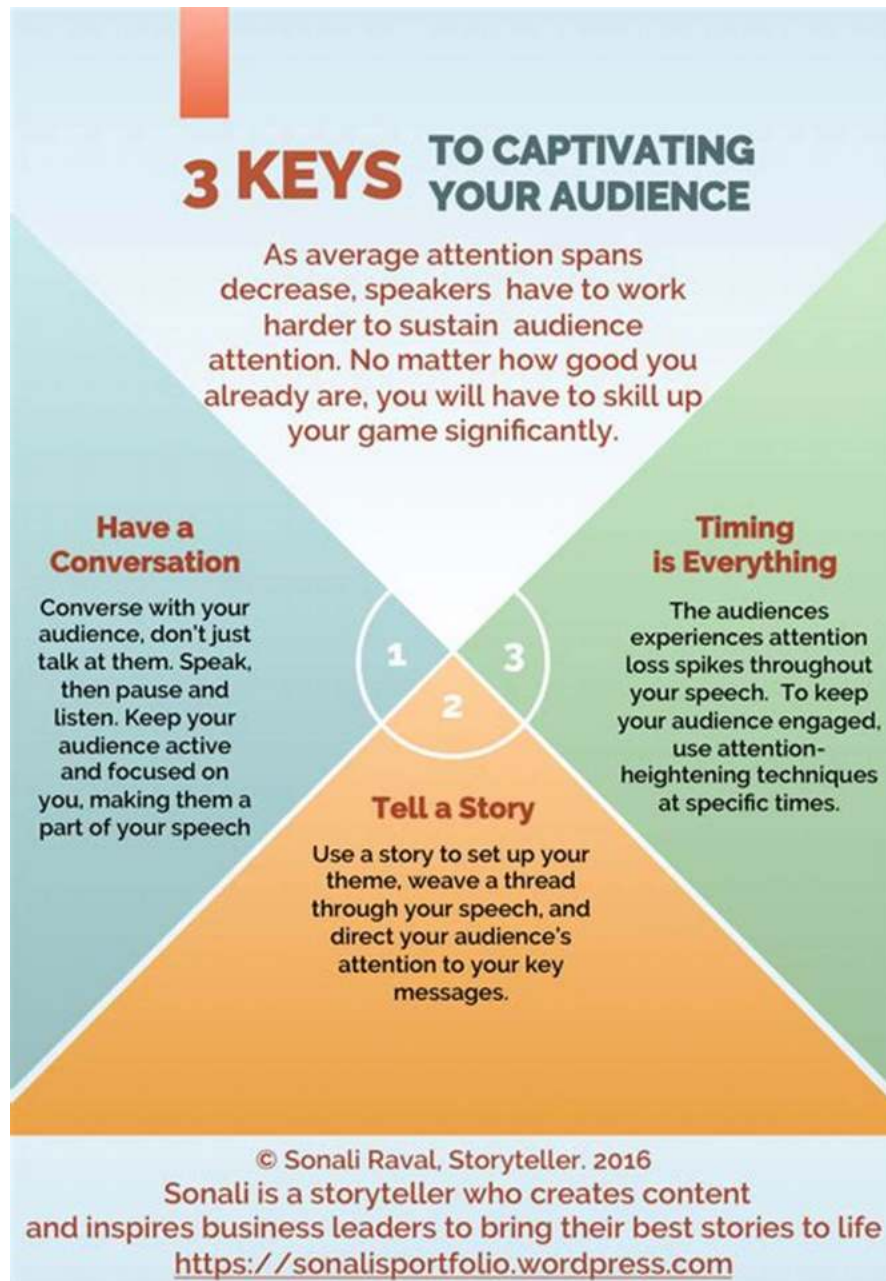 3 KEYS TO CAPTIVATING
YOUR AUDIENCE
As average attention spans
decrease, speakers have to work
harder to sustain audience
attention. No matter how good you
already are, you will have to skill up
your game significantly.
Have a
Conversation
Converse with your
audience, don't just
talk at them. Speak,
then pause and
listen. Keep your
audience active
and focused on
you, making them a
part of your speech
1
2
3
Tell a Story
Use a story to set up your
theme, weave a thread
through your speech, and
direct your audience's
attention to your key
messages.
Timing
is Everything
The audiences
experiences attention
loss spikes throughout
your speech. To keep
your audience engaged,
use attention-
heightening techniques
at specific times.
© Sonali Raval, Storyteller. 2016
Sonali is a storyteller who creates content
and inspires business leaders to bring their best stories to life
https://sonalisportfolio.wordpress.com